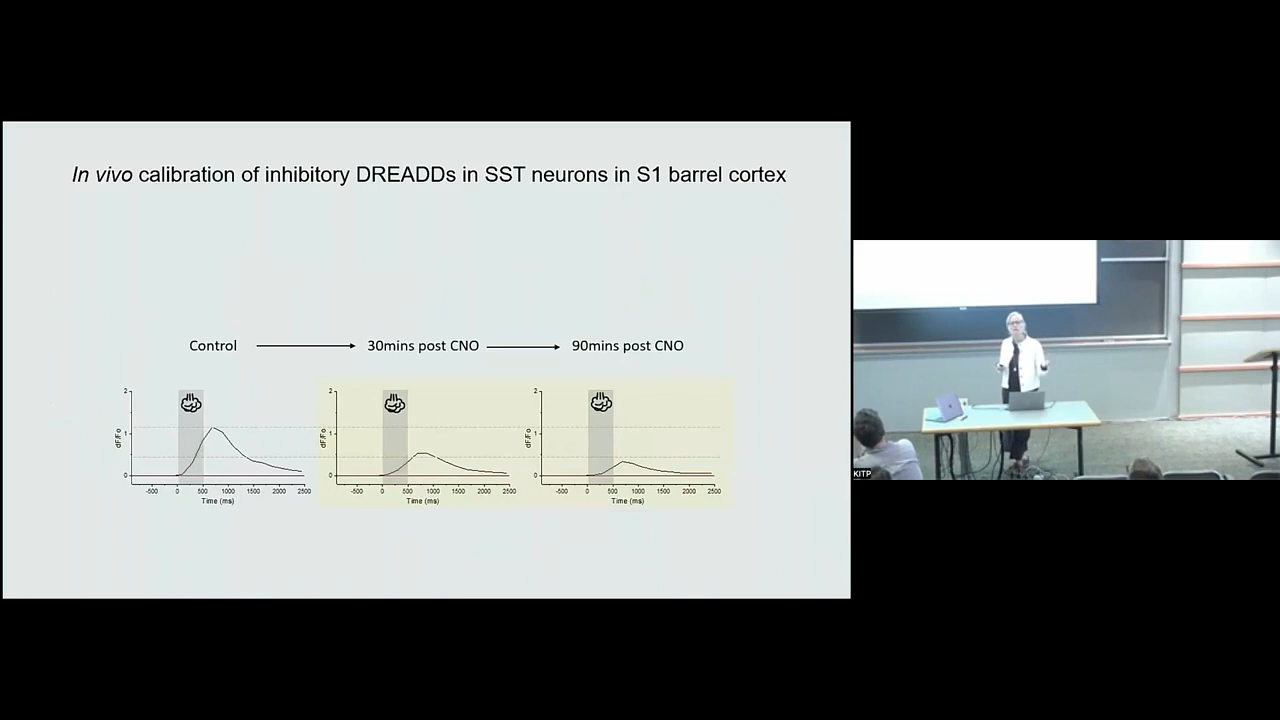 In vivo calibration of inhibitory DREADDs in SST neurons in S1 barrel cortex
Control
30mins post CNO
90mins post CNO
2
1
0
dF/Fo
-500 0 500 1000 1500 2000 2500
Time (ms)
2
1
0
dF/Fo
-500 0 500 1000 1500 2000 2500
Time (ms)
2
1
0
dF/Fo
-500 0 500 1000 1500 2000 2500
Time (ms)
KITP